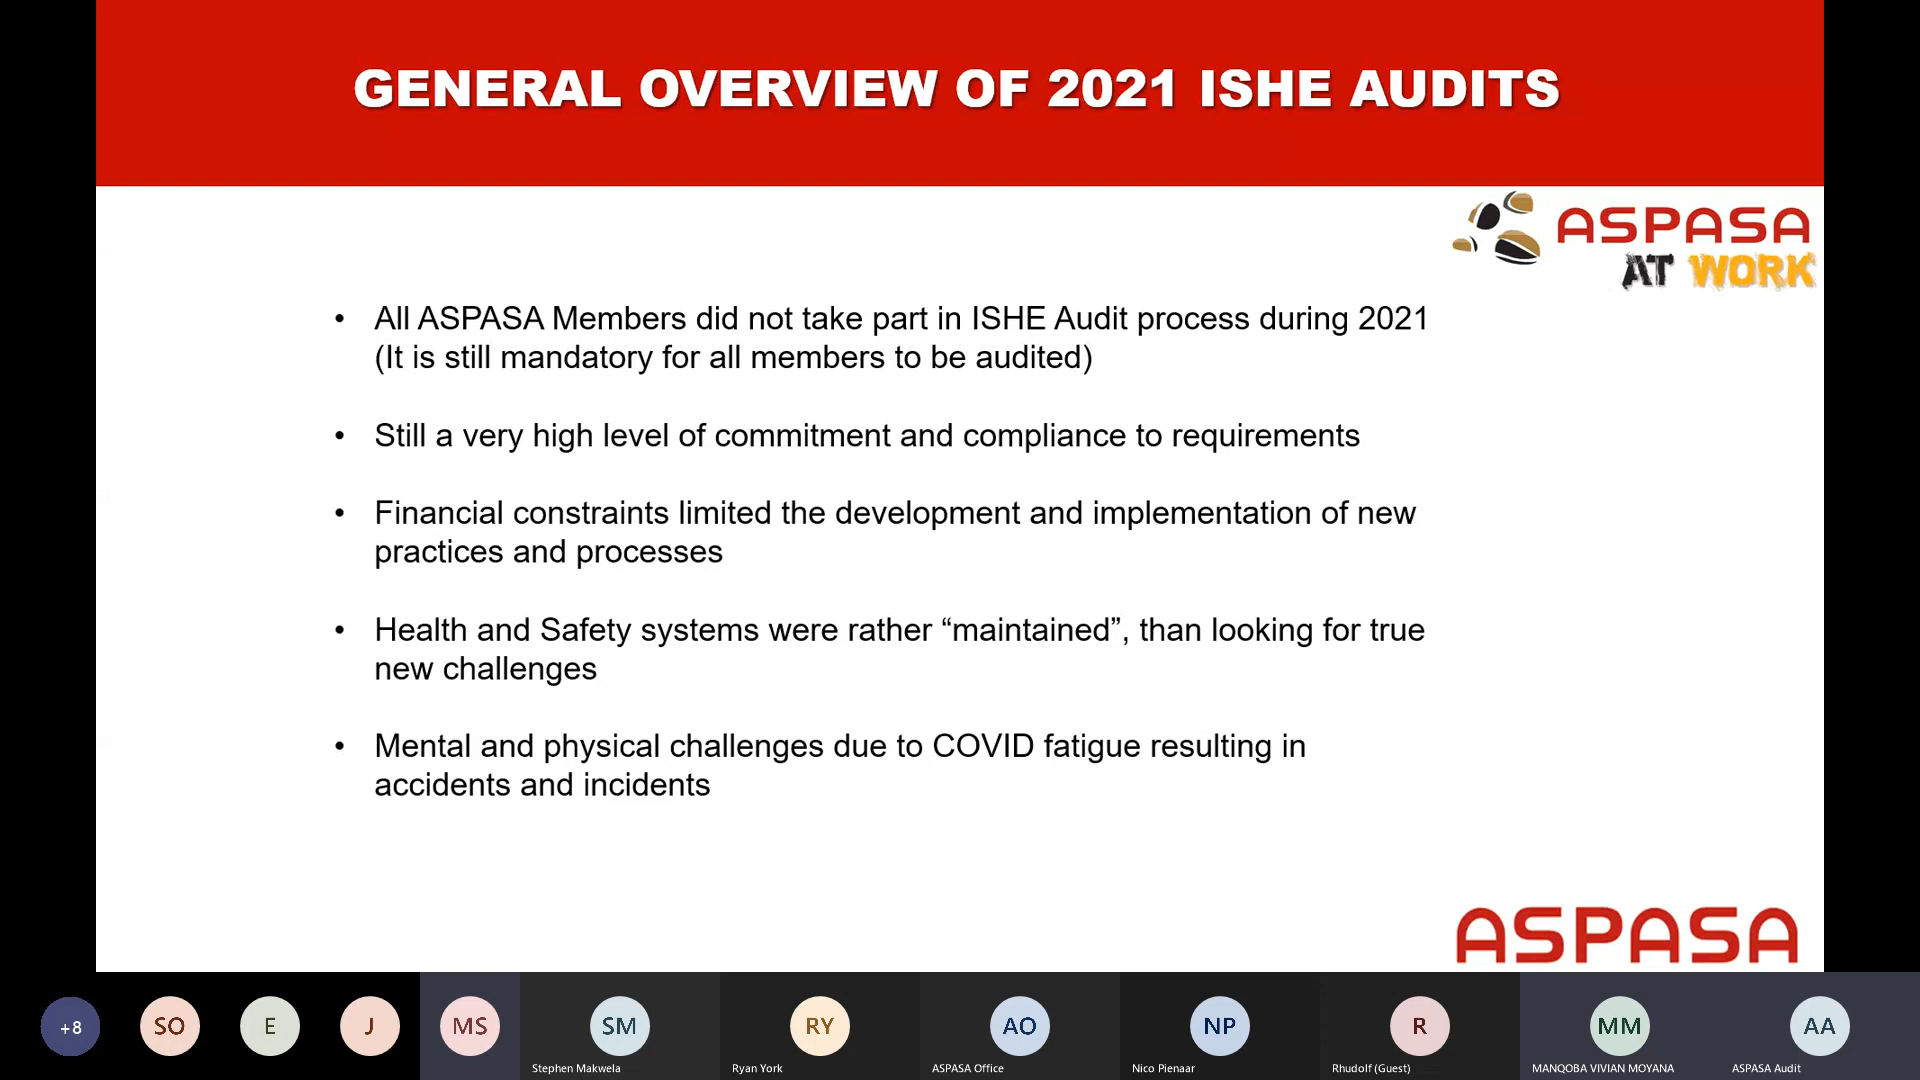 GENERAL OVERVIEW OF 2021 ISHE AUDITS
ASPASA
AT WORK
• All ASPASA Members did not take part in ISHE Audit process during 2021
(It is still mandatory for all members to be audited)
• Still a very high level of commitment and compliance to requirements
• Financial constraints limited the development and implementation of new
practices and processes
• Health and Safety systems were rather “maintained”, than looking for true
new challenges
• Mental and physical challenges due to COVID fatigue resulting in
accidents and incidents
ASPASA
+8 SO E J MS SM RY AO NP R MM AA
Stephen Makwela Ryan York ASPASA Office Nico Pienaar Rhudolf (Guest) MANQOBA VIVIAN MOYANA ASPASA Audit